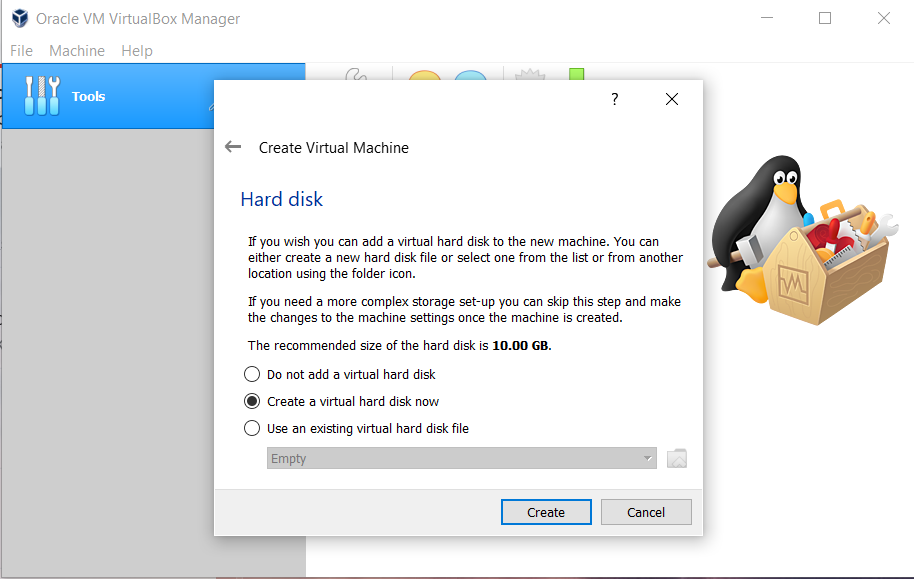 Oracle VM VirtualBox Manager
File Machine Help
Tools
?
Create Virtual Machine
Hard disk
If you wish you can add a virtual hard disk to the new machine. You can
either create a new hard disk file or select one from the list or from another
location using the folder icon.
If you need a more complex storage set-up you can skip this step and make
the changes to the machine settings once the machine is created.
The recommended size of the hard disk is 10.00 GB.
Do not add a virtual hard disk
Create a virtual hard disk now
Use an existing virtual hard disk file
Empty
Create Cancel